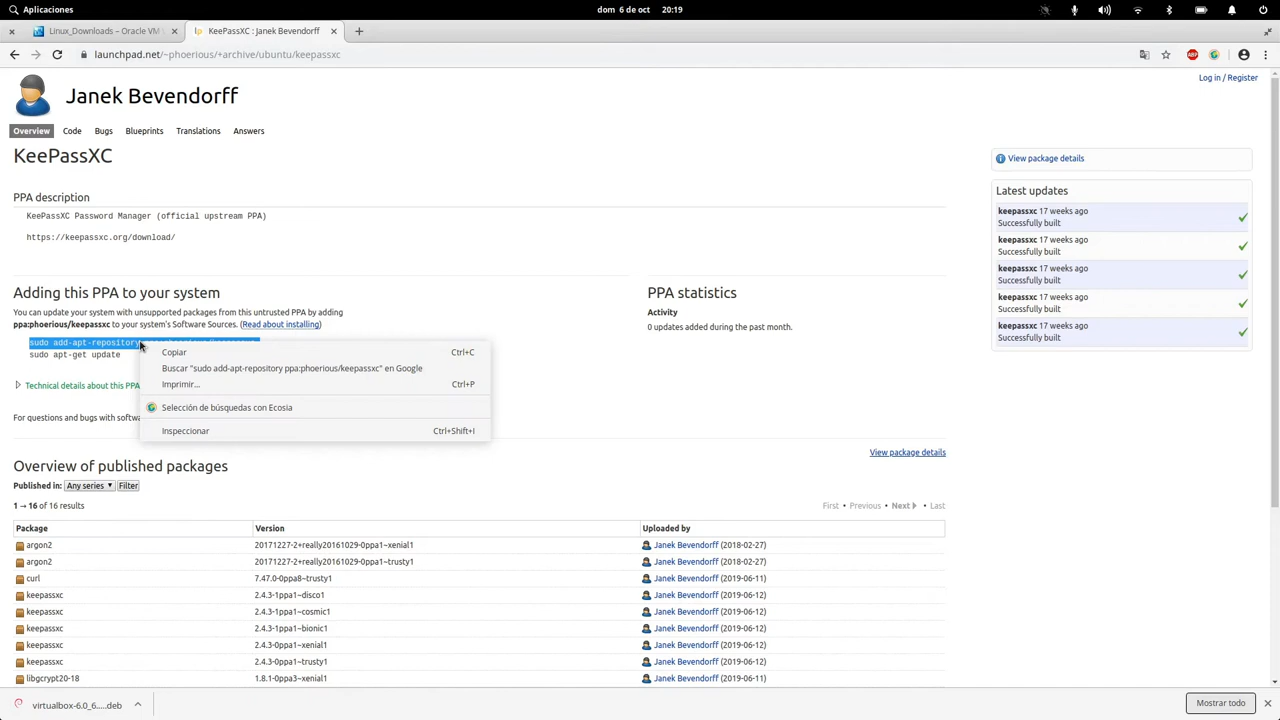 Aplicaciones
dom 6 de oct 20:19
Linux_Downloads – Oracle VM
lp KeePassXC : Janek Bevendorff
launchpad.net/~phoerious/+archive/ubuntu/keepassxc
ABP
Log in / Register
Janek Bevendorff
Overview Code Bugs Blueprints Translations Answers
KeePassXC
View package details
PPA description
KeePassXC Password Manager (official upstream PPA)
https://keepassxc.org/download/
Latest updates
keepassxc 17 weeks ago
Successfully built
keepassxc 17 weeks ago
Successfully built
keepassxc 17 weeks ago
Successfully built
keepassxc 17 weeks ago
Successfully built
keepassxc 17 weeks ago
Successfully built
Adding this PPA to your system
You can update your system with unsupported packages from this untrusted PPA by adding
ppa:phoerious/keepassxc to your system's Software Sources. (Read about installing)
sudo add-apt-repository
sudo apt-get update
Technical details about this PPA
For questions and bugs with softwa
PPA statistics
Activity
0 updates added during the past month.
Copiar Ctrl+C
Buscar "sudo add-apt-repository ppa:phoerious/keepassxc" en Google
Imprimir... Ctrl+P
Selección de búsquedas con Ecosia
Inspeccionar Ctrl+Shift+I
View package details
Overview of published packages
Published in: Any series Filter
1 → 16 of 16 results
First • Previous • Next • Last
Package Version Uploaded by
argon2 20171227-2+really20161029-0ppa1~xenial1 Janek Bevendorff (2018-02-27)
argon2 20171227-2+really20161029-0ppa1~trusty1 Janek Bevendorff (2018-02-27)
curl 7.47.0-0ppa8~trusty1 Janek Bevendorff (2019-06-11)
keepassxc 2.4.3-1ppa1~disco1 Janek Bevendorff (2019-06-12)
keepassxc 2.4.3-1ppa1~cosmic1 Janek Bevendorff (2019-06-12)
keepassxc 2.4.3-1ppa1~bionic1 Janek Bevendorff (2019-06-12)
keepassxc 2.4.3-0ppa1~xenial1 Janek Bevendorff (2019-06-12)
keepassxc 2.4.3-0ppa1~trusty1 Janek Bevendorff (2019-06-12)
libgcrypt20-18 1.8.1-0ppa3~xenial1 Janek Bevendorff (2019-06-11)
virtualbox-6.0_6.....deb
Mostrar todo